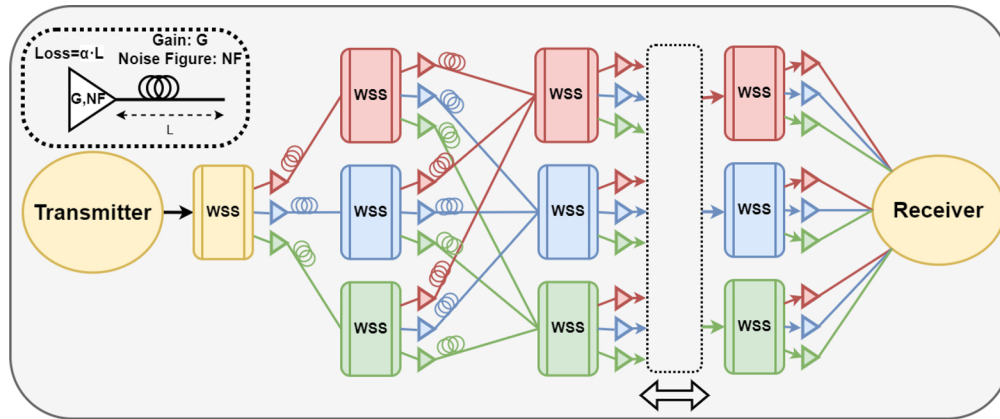 Loss=α·L
Gain: G
Noise Figure: NF
G,NF
L
Transmitter
WSS
WSS
WSS
WSS
WSS
WSS
WSS
WSS
WSS
WSS
Receiver